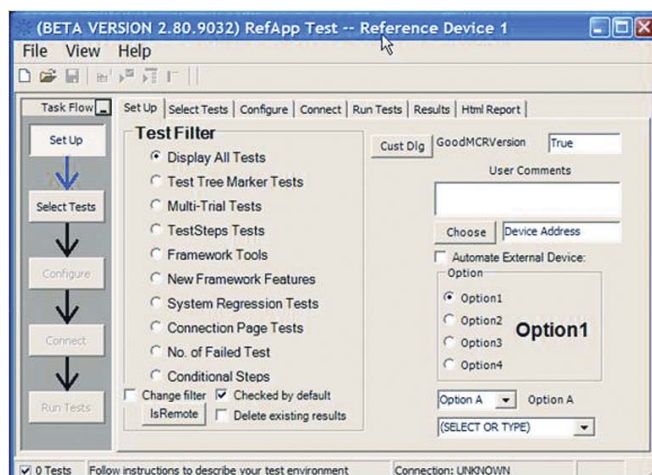 (BETA VERSION 2.80.9032) RefApp Test -- Reference Device 1
File View Help
Task Flow
Set Up Select Tests Configure Connect Run Tests Results Html Report
Set Up
Select Tests
Configure
Connect
Run Tests
Test Filter
Display All Tests
Test Tree Marker Tests
Multi-Trial Tests
TestSteps Tests
Framework Tools
New Framework Features
System Regression Tests
Connection Page Tests
No. of Failed Test
Conditional Steps
Change filter Checked by default
IsRemote Delete existing results
Cust Dlg GoodMCRVersion True
User Comments
Choose Device Address
Automate External Device:
Option
Option1
Option2
Option3
Option4
Option1
Option A Option A
(SELECT OR TYPE)
0 Tests Follow instructions to describe your test environment Connection: UNKNOWN